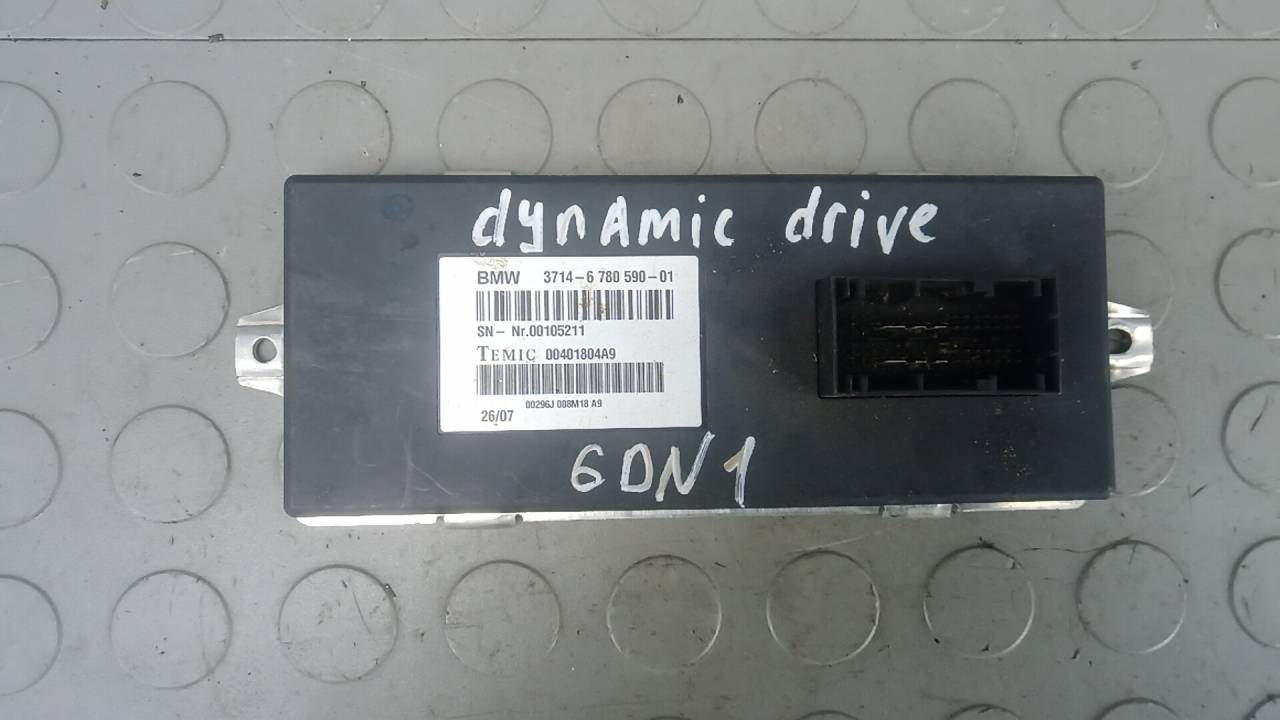 dynAmic drive
BMW 3714-6 780 590-01
SN- Nr.00105211
TEMIC 00401804A9
00296J 008M18 A9
26/07
6DN1